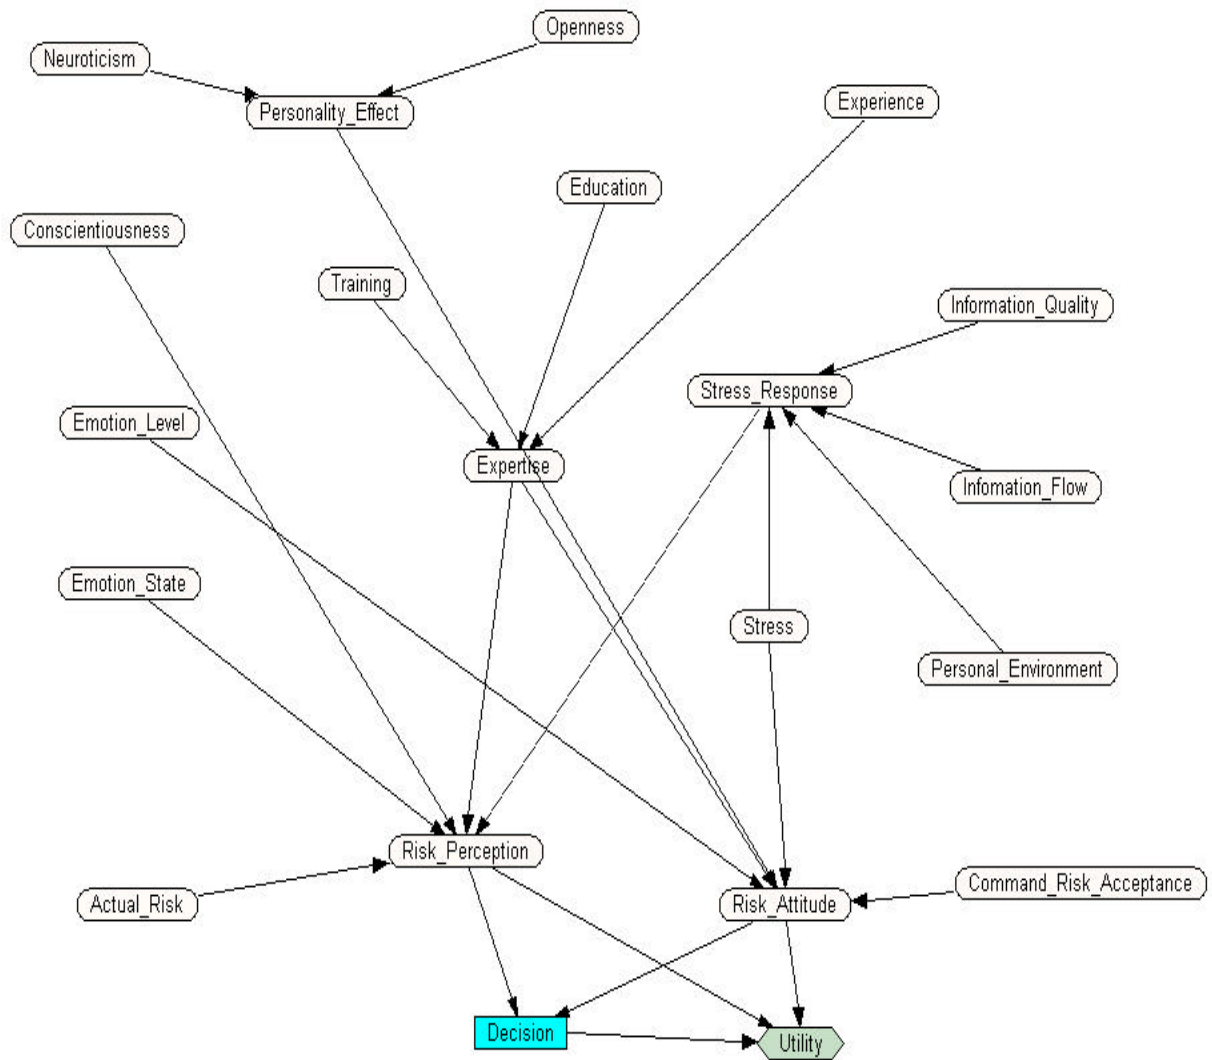 Openness
Neuroticism
Personality_Effect
Experience
Education
Conscientiousness
Training
Information_Quality
Stress_Response
Emotion_Level
Expertise
Infomation_Flow
Emotion_State
Stress
Personal_Environment
Risk_Perception
Command_Risk_Acceptance
Actual_Risk
Risk_Attitude
Decision
Utility